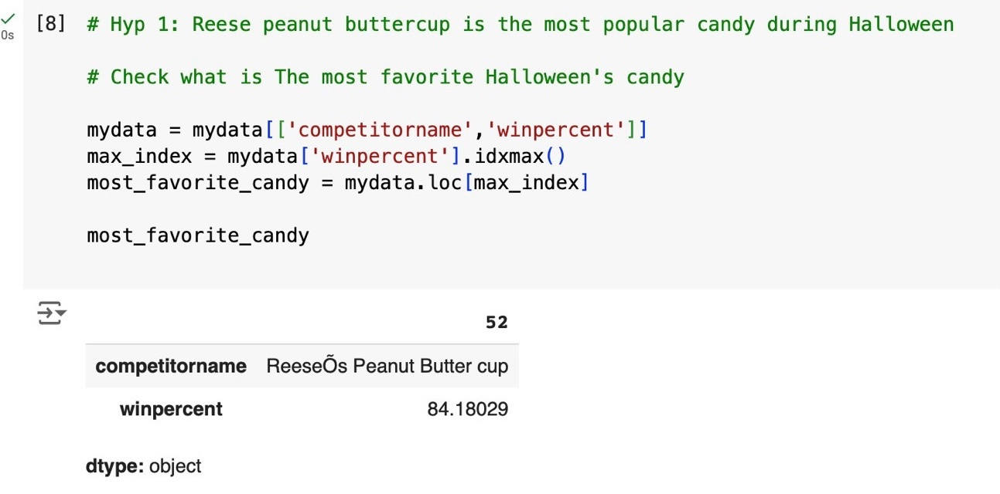 [8] # Hyp 1: Reese peanut buttercup is the most popular candy during Halloween
0s
# Check what is The most favorite Halloween's candy
mydata = mydata[['competitorname','winpercent']]
max_index = mydata['winpercent'].idxmax()
most_favorite_candy = mydata.loc[max_index]
most_favorite_candy
52
competitorname ReeseÕs Peanut Butter cup
winpercent 84.18029
dtype: object